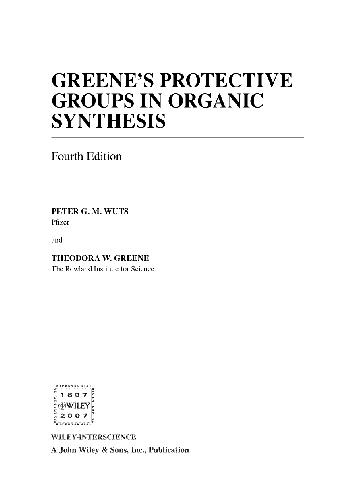 GREENE'S PROTECTIVE
GROUPS IN ORGANIC
SYNTHESIS
Fourth Edition
PETER G. M. WUTS
Pfizer
and
THEODORA W. GREENE
The Rowland Institute for Science
1807
WILEY
2007
WILEY-INTERSCIENCE
A John Wiley & Sons, Inc., Publication